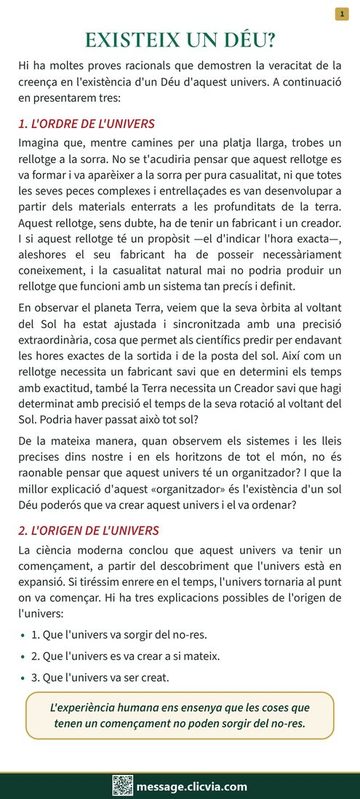 1
EXISTEIX UN DÉU?
Hi ha moltes proves racionals que demostren la veracitat de la
creença en l'existència d'un Déu d'aquest univers. A continuació
en presentarem tres:
1. L'ORDRE DE L'UNIVERS
Imagina que, mentre camines per una platja llarga, trobes un
rellotge a la sorra. No se t'acudiria pensar que aquest rellotge es
va formar i va aparèixer a la sorra per pura casualitat, ni que totes
les seves peces complexes i entrellaçades es van desenvolupar a
partir dels materials enterrats a les profunditats de la terra.
Aquest rellotge, sens dubte, ha de tenir un fabricant i un creador.
I si aquest rellotge té un propòsit —el d'indicar l'hora exacta—,
aleshores el seu fabricant ha de posseir necessàriament
coneixement, i la casualitat natural mai no podria produir un
rellotge que funcioni amb un sistema tan precís i definit.
En observar el planeta Terra, veiem que la seva òrbita al voltant
del Sol ha estat ajustada i sincronitzada amb una precisió
extraordinària, cosa que permet als científics predir per endavant
les hores exactes de la sortida i de la posta del sol. Així com un
rellotge necessita un fabricant savi que en determini els temps
amb exactitud, també la Terra necessita un Creador savi que hagi
determinat amb precisió el temps de la seva rotació al voltant del
Sol. Podria haver passat això tot sol?
De la mateixa manera, quan observem els sistemes i les lleis
precises dins nostre i en els horitzons de tot el món, no és
raonable pensar que aquest univers té un organitzador? I que la
millor explicació d'aquest «organitzador» és l'existència d'un sol
Déu poderós que va crear aquest univers i el va ordenar?
2. L'ORIGEN DE L'UNIVERS
La ciència moderna conclou que aquest univers va tenir un
començament, a partir del descobriment que l'univers està en
expansió. Si tiréssim enrere en el temps, l'univers tornaria al punt
on va començar. Hi ha tres explicacions possibles de l'origen de
l'univers:
• 1. Que l'univers va sorgir del no-res.
• 2. Que l'univers es va crear a si mateix.
• 3. Que l'univers va ser creat.
L'experiència humana ens ensenya que les coses que
tenen un començament no poden sorgir del no-res.
message.clicvia.com